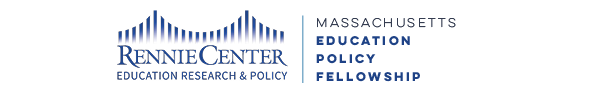 RENNIE CENTER
EDUCATION RESEARCH & POLICY
MASSACHUSETTS
EDUCATION
POLICY
FELLOWSHIP